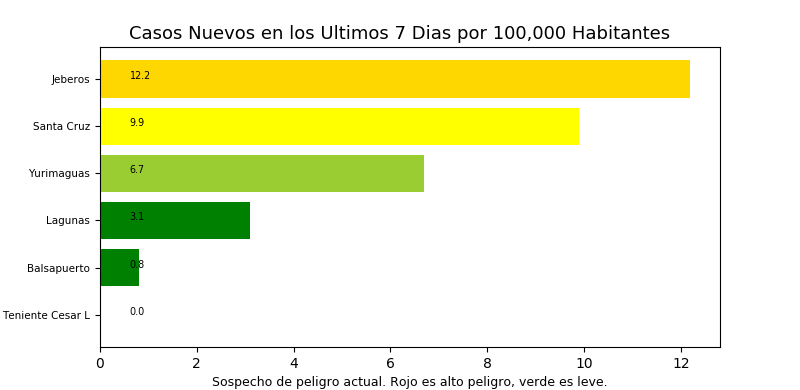 Casos Nuevos en los Ultimos 7 Dias por 100,000 Habitantes
Jeberos 12.2
Santa Cruz 9.9
Yurimaguas 6.7
Lagunas 3.1
Balsapuerto 0.8
Teniente Cesar L 0.0
0 2 4 6 8 10 12
Sospecho de peligro actual. Rojo es alto peligro, verde es leve.